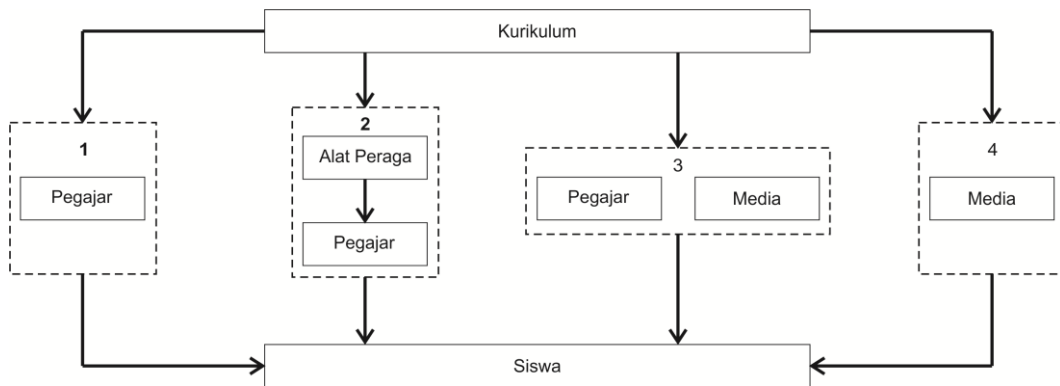 Kurikulum
1
Pegajar
2
Alat Peraga
Pegajar
3
Pegajar
Media
4
Media
Siswa